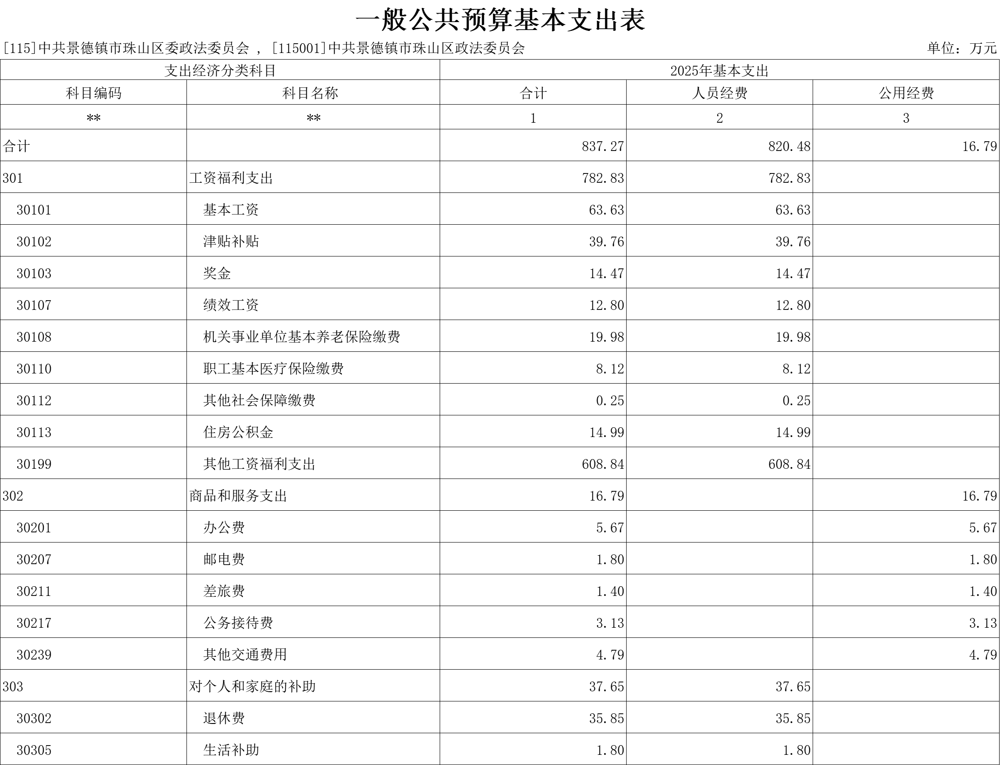 一般公共预算基本支出表
[115]中共景德镇市珠山区委政法委员会 , [115001]中共景德镇市珠山区政法委员会 单位：万元
支出经济分类科目 2025年基本支出
科目编码 科目名称 合计 人员经费 公用经费
** ** 1 2 3
合计 837.27 820.48 16.79
301 工资福利支出 782.83 782.83
30101 基本工资 63.63 63.63
30102 津贴补贴 39.76 39.76
30103 奖金 14.47 14.47
30107 绩效工资 12.80 12.80
30108 机关事业单位基本养老保险缴费 19.98 19.98
30110 职工基本医疗保险缴费 8.12 8.12
30112 其他社会保障缴费 0.25 0.25
30113 住房公积金 14.99 14.99
30199 其他工资福利支出 608.84 608.84
302 商品和服务支出 16.79 16.79
30201 办公费 5.67 5.67
30207 邮电费 1.80 1.80
30211 差旅费 1.40 1.40
30217 公务接待费 3.13 3.13
30239 其他交通费用 4.79 4.79
303 对个人和家庭的补助 37.65 37.65
30302 退休费 35.85 35.85
30305 生活补助 1.80 1.80